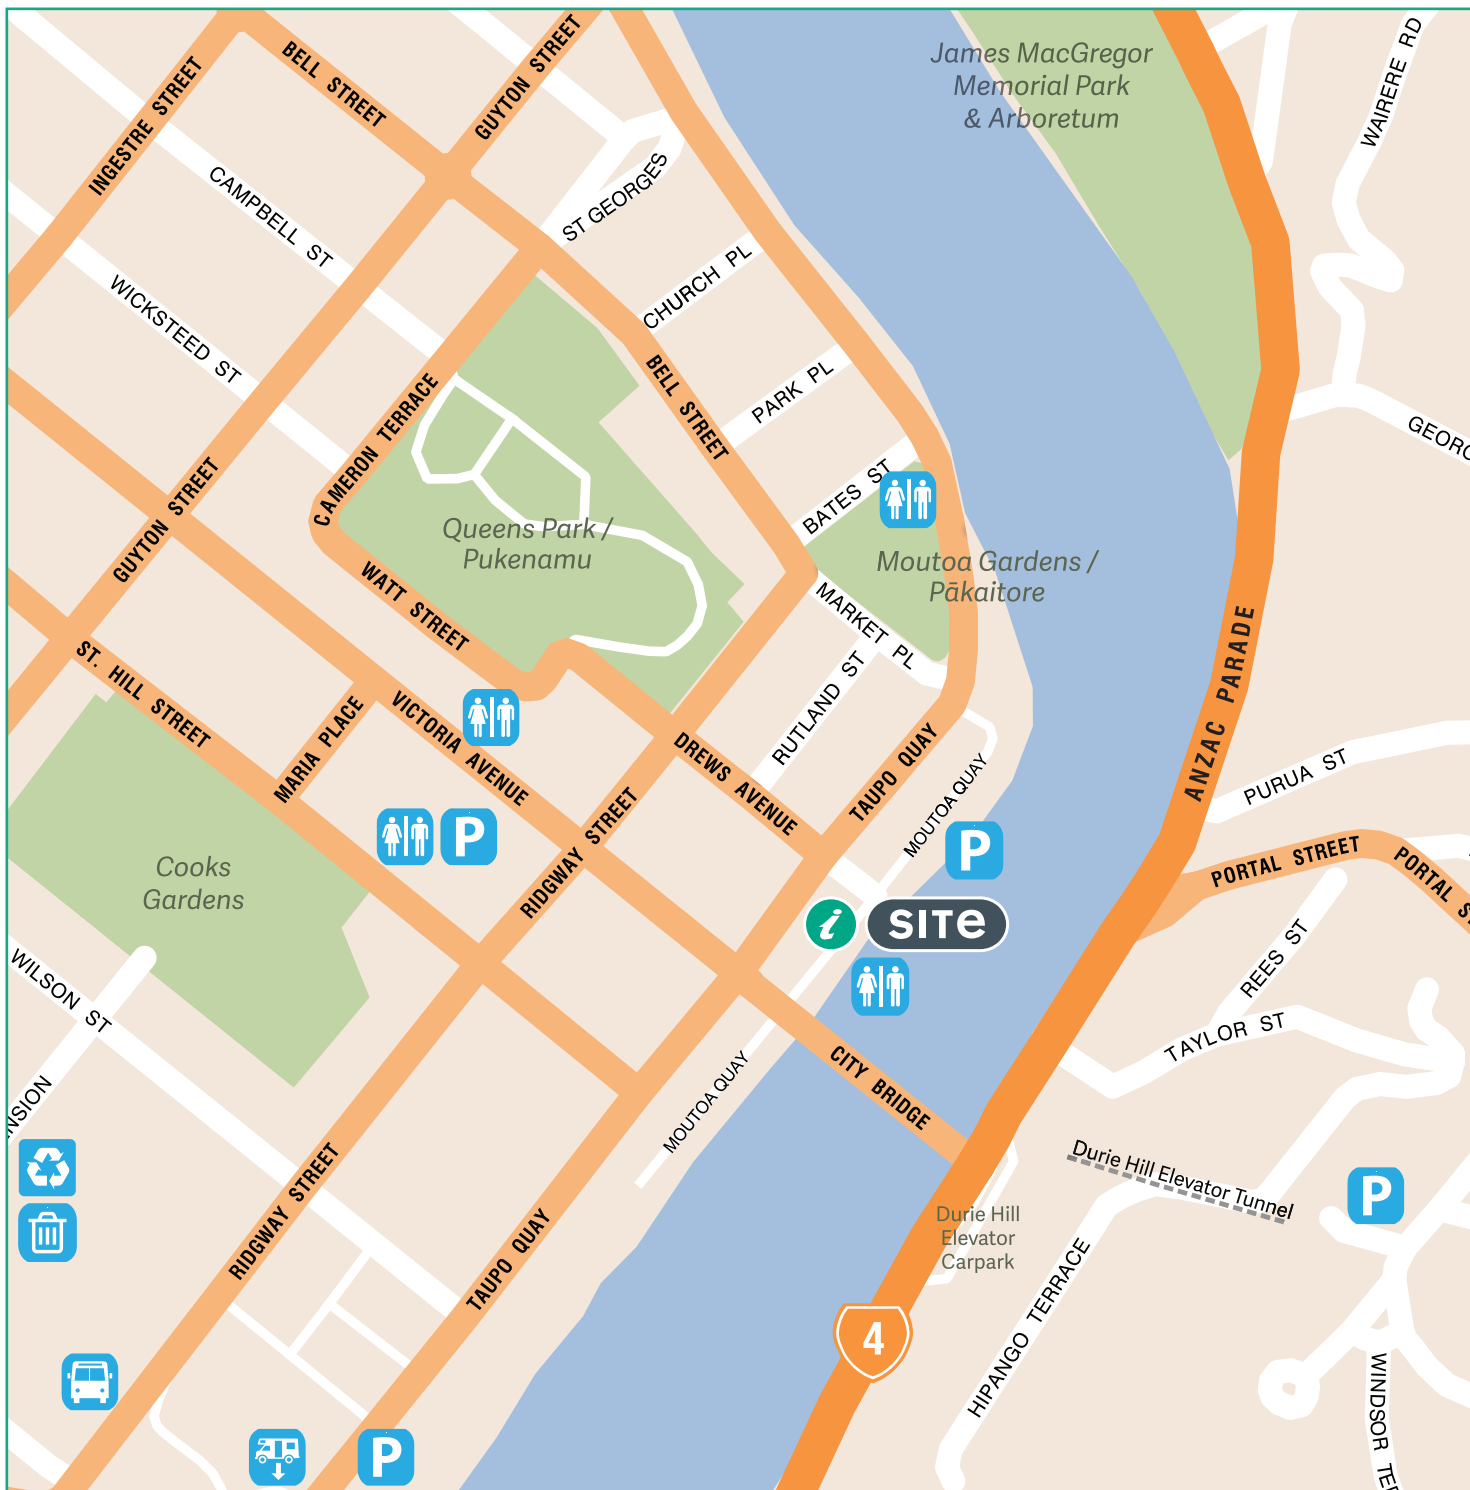 James MacGregor
Memorial Park
& Arboretum
WAIRERE RD
BELL STREET
GUYTON STREET
INGESTRE STREET
CAMPBELL ST
ST GEORGES
WICKSTEED ST
CHURCH PL
PARK PL
BELL STREET
CAMERON TERRACE
BATES ST
GUYTON STREET
Queens Park /
Pukenamu
Moutoa Gardens /
Pākaitore
WATT STREET
MARKET PL
ST. HILL STREET
RUTLAND ST
MARIA PLACE
VICTORIA AVENUE
DREWS AVENUE
TAUPO QUAY
MOUTOA QUAY
ANZAC PARADE
PURUA ST
PORTAL STREET
PORTAL S
P
P
RIDGWAY STREET
Cooks
Gardens
i SITe
WILSON ST
REES ST
TAYLOR ST
CITY BRIDGE
MOUTOA QUAY
NSION
Durie Hill Elevator Tunnel
P
RIDGWAY STREET
TAUPO QUAY
Durie Hill
Elevator
Carpark
HIPANGO TERRACE
4
WINDSOR TE
P
GEORG